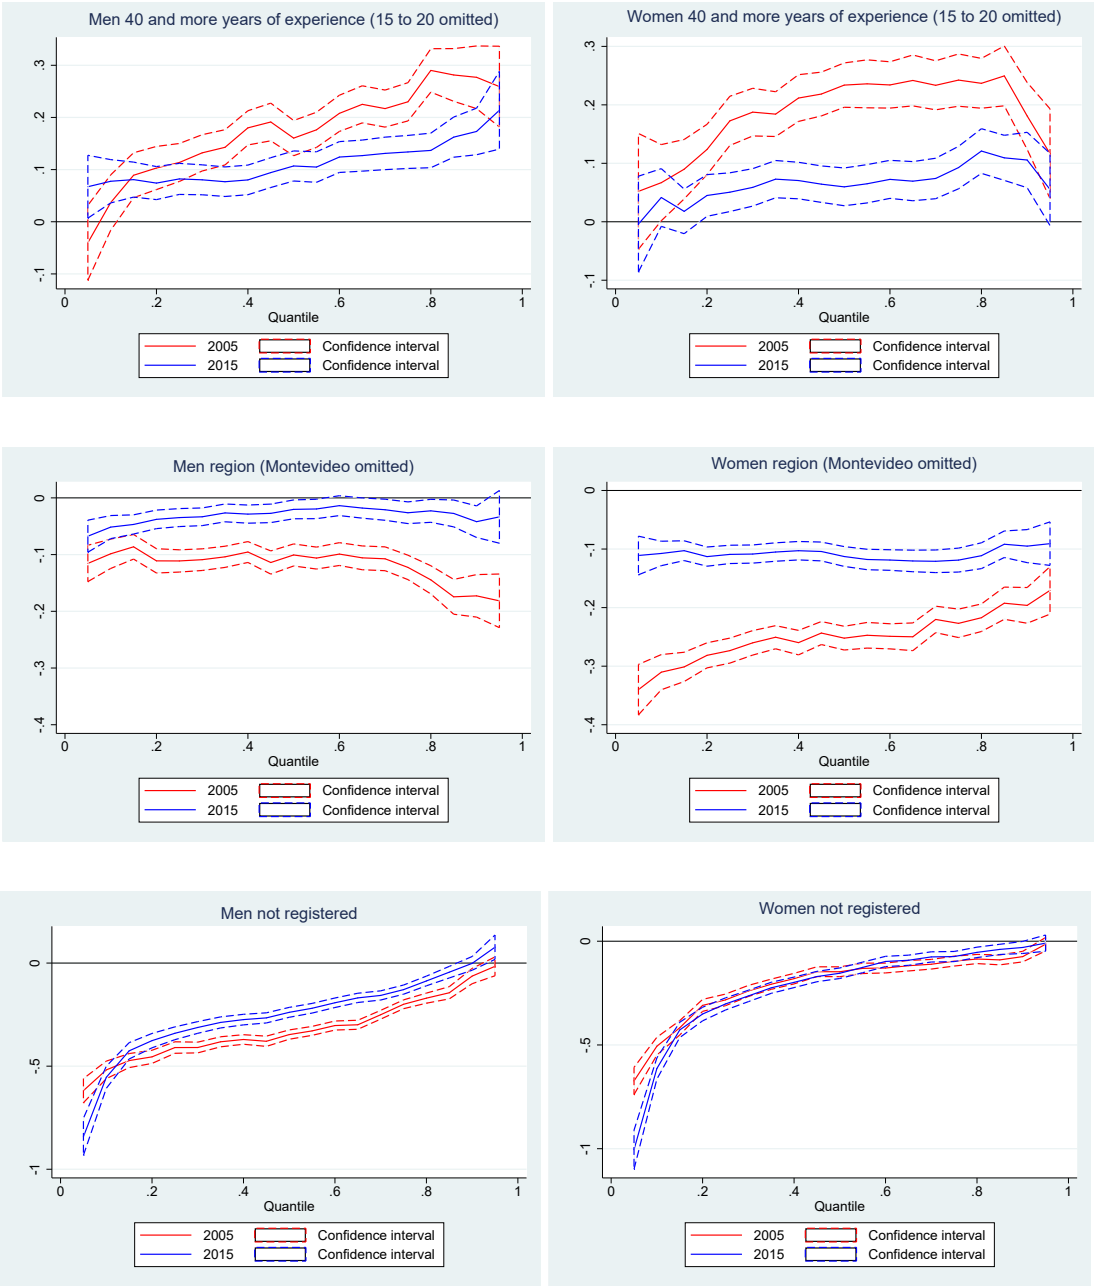 Men 40 and more years of experience (15 to 20 omitted)
.3
.2
.1
0
-.1
0 .2 .4 .6 .8 1
Quantile
2005 Confidence interval
2015 Confidence interval
Women 40 and more years of experience (15 to 20 omitted)
.3
.2
.1
0
-.1
0 .2 .4 .6 .8 1
Quantile
2005 Confidence interval
2015 Confidence interval
Men region (Montevideo omitted)
0
-.1
-.2
-.3
-.4
0 .2 .4 .6 .8 1
Quantile
2005 Confidence interval
2015 Confidence interval
Women region (Montevideo omitted)
0
-.1
-.2
-.3
-.4
0 .2 .4 .6 .8 1
Quantile
2005 Confidence interval
2015 Confidence interval
Men not registered
0
-.5
-1
0 .2 .4 .6 .8 1
Quantile
2005 Confidence interval
2015 Confidence interval
Women not registered
0
-.5
-1
0 .2 .4 .6 .8 1
Quantile
2005 Confidence interval
2015 Confidence interval